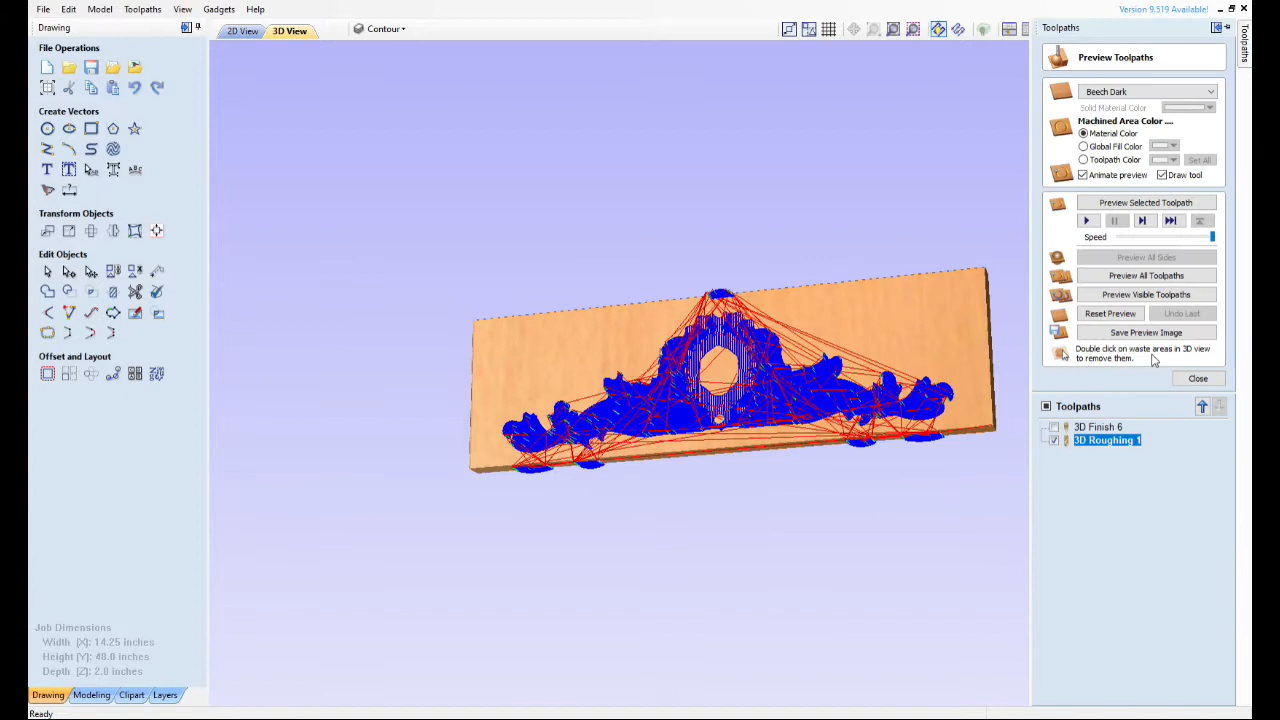 File Edit Model Toolpaths View Gadgets Help
Version 9.519 Available!
Drawing
2D View 3D View
Contour
Toolpaths
Toolpaths
File Operations
Preview Toolpaths
Beech Dark
Solid Material Color
Create Vectors
Machined Area Color ....
Material Color
Global Fill Color
Toolpath Color Set All
Animate preview Draw tool
Preview Selected Toolpath
Transform Objects
Speed
Edit Objects
Preview All Sides
Preview All Toolpaths
Preview Visible Toolpaths
Reset Preview Undo Last
Save Preview Image
Double click on waste areas in 3D view
to remove them.
Offset and Layout
Close
Toolpaths
3D Finish 6
3D Roughing 1
Job Dimensions
Width [X]: 14.25 inches
Height [Y]: 40.0 inches
Depth [Z]: 2.0 inches
Drawing Modeling Clipart Layers
Ready